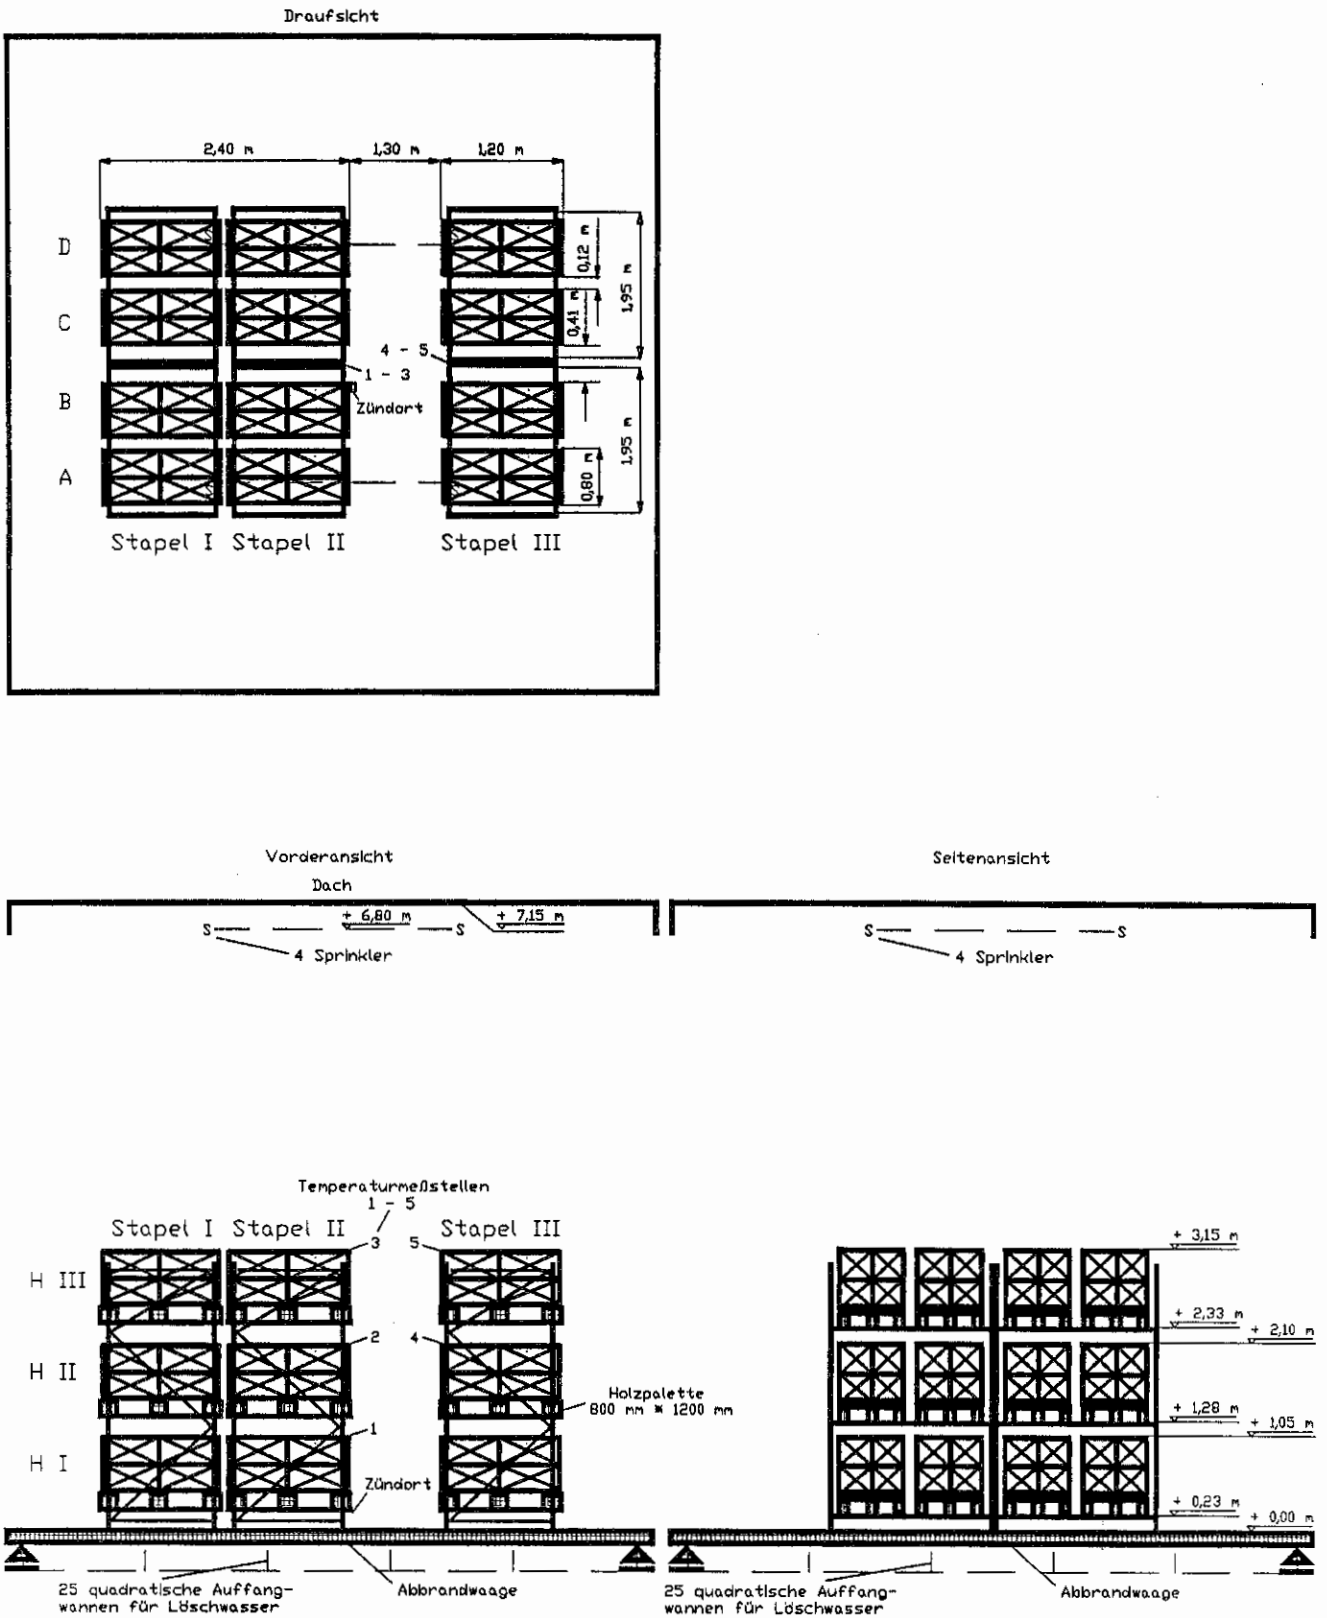 Draufsicht
2,40 m 1,30 m 1,20 m
D
0,12 m
1,95 m
C
0,41 m
4 - 5
1 - 3
B
Zündort
1,95 m
A
0,80 m
Stapel I Stapel II Stapel III
Vorderansicht
Dach
+ 6,80 m + 7,15 m
S S
4 Sprinkler
Seitenansicht
S S
4 Sprinkler
Temperaturmeßstellen
1 - 5
Stapel I Stapel II Stapel III
3 5
H III
2 4
H II
Holzpalette
800 mm * 1200 mm
1
H I
Zündort
25 quadratische Auffang-
wannen für Löschwasser
Abbrandwaage
+ 3,15 m
+ 2,33 m
+ 2,10 m
+ 1,28 m
+ 1,05 m
+ 0,23 m
+ 0,00 m
25 quadratische Auffang-
wannen für Löschwasser
Abbrandwaage